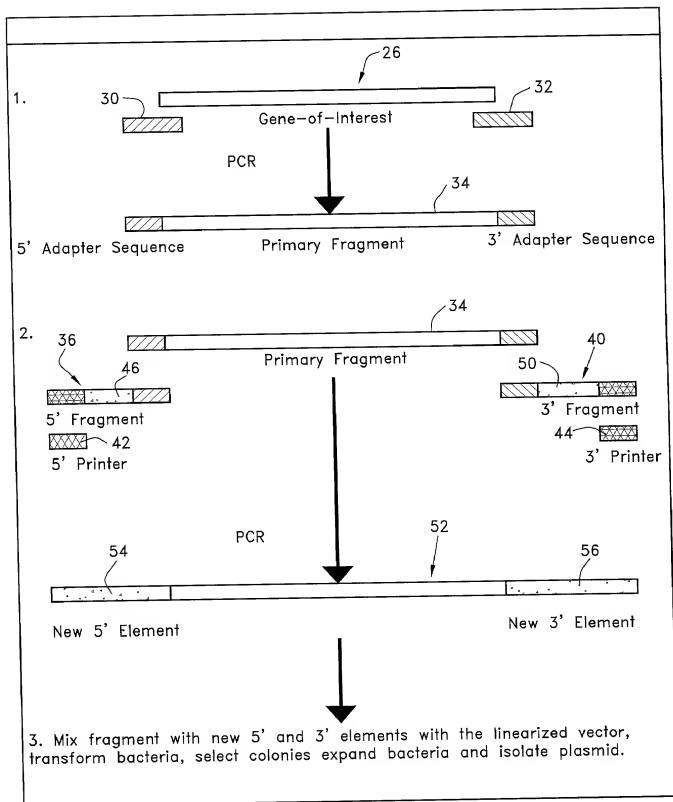 26
1.
30
32
Gene-of-Interest
PCR
34
5' Adapter Sequence
Primary Fragment
3' Adapter Sequence
2.
34
Primary Fragment
36
46
50
40
5' Fragment
3' Fragment
42
44
5' Printer
3' Printer
PCR
54
52
56
New 5' Element
New 3' Element
3. Mix fragment with new 5' and 3' elements with the linearized vector,
transform bacteria, select colonies expand bacteria and isolate plasmid.